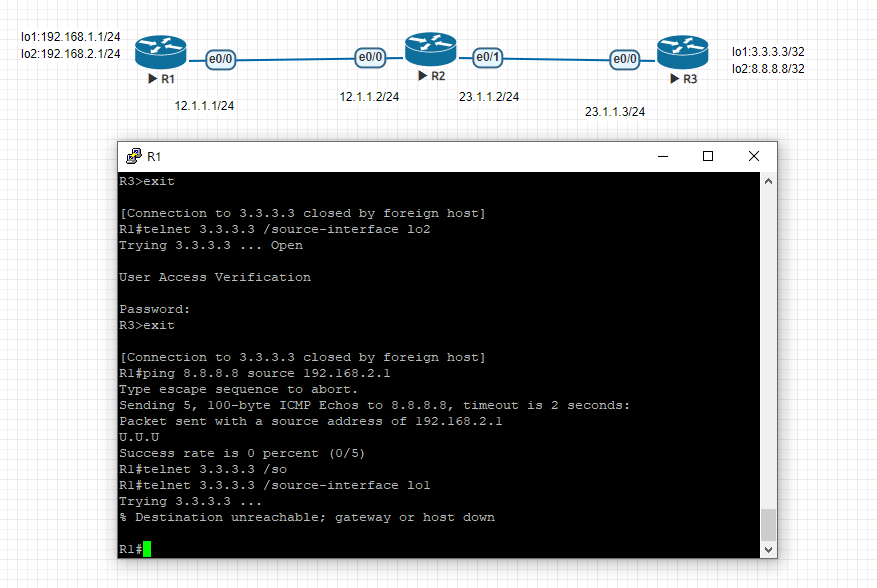 lo1:192.168.1.1/24
lo2:192.168.2.1/24
R1
e0/0
12.1.1.1/24
e0/0
12.1.1.2/24
R2
e0/1
23.1.1.2/24
e0/0
23.1.1.3/24
R3
lo1:3.3.3.3/32
lo2:8.8.8.8/32
R1
R3>exit
[Connection to 3.3.3.3 closed by foreign host]
R1#telnet 3.3.3.3 /source-interface lo2
Trying 3.3.3.3 ... Open
User Access Verification
Password:
R3>exit
[Connection to 3.3.3.3 closed by foreign host]
R1#ping 8.8.8.8 source 192.168.2.1
Type escape sequence to abort.
Sending 5, 100-byte ICMP Echos to 8.8.8.8, timeout is 2 seconds:
Packet sent with a source address of 192.168.2.1
U.U.U
Success rate is 0 percent (0/5)
R1#telnet 3.3.3.3 /so
R1#telnet 3.3.3.3 /source-interface lo1
Trying 3.3.3.3 ...
% Destination unreachable; gateway or host down
R1#